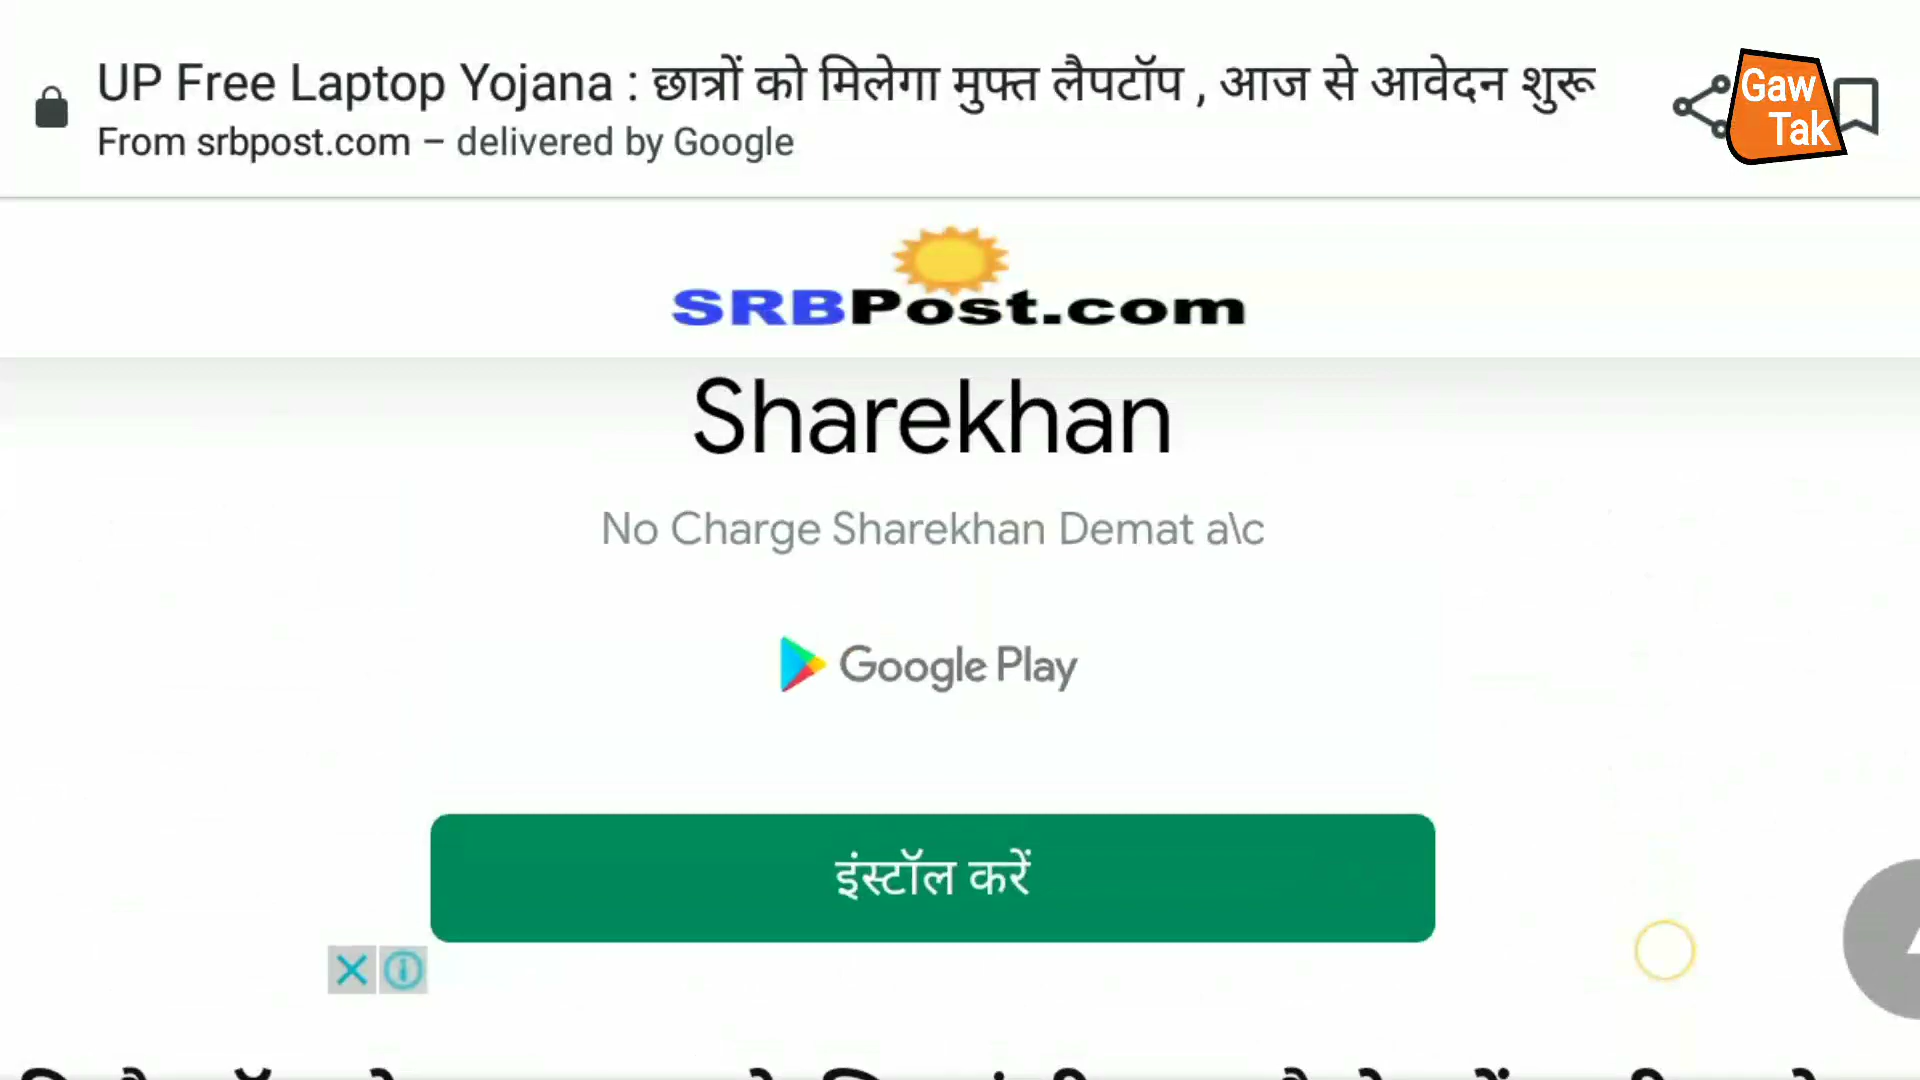 UP Free Laptop Yojana : छात्रों को मिलेगा मुफ्त लैपटॉप , आज से आवेदन शुरू
From srbpost.com – delivered by Google
Gaw
Tak
SRBPost.com
Sharekhan
No Charge Sharekhan Demat a\c
Google Play
इंस्टॉल करें